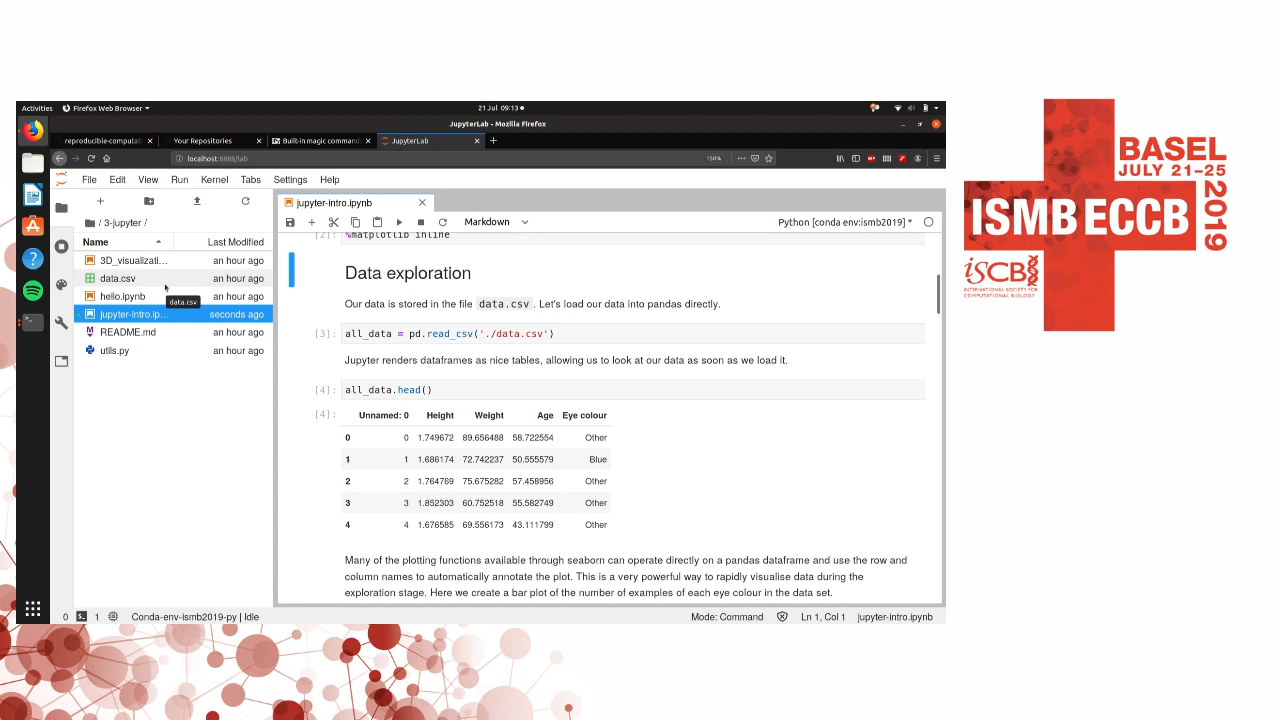 Activities
Firefox Web Browser
21 Jul 09:13
JupyterLab - Mozilla Firefox
reproducible-computat
Your Repositories
Built-in magic command
JupyterLab
localhost:8888/lab
150%
File Edit View Run Kernel Tabs Settings Help
jupyter-intro.ipynb
/ 3-jupyter /
Markdown
Python [conda env:ismb2019] *
Name
Last Modified
3D_visualizati... an hour ago
data.csv an hour ago
hello.ipynb an hour ago
data.csv
jupyter-intro.ip... seconds ago
README.md an hour ago
utils.py an hour ago
[2]: %matplotlib inline
Data exploration
Our data is stored in the file data.csv. Let's load our data into pandas directly.
[3]: all_data = pd.read_csv('./data.csv')
Jupyter renders dataframes as nice tables, allowing us to look at our data as soon as we load it.
[4]: all_data.head()
[4]: Unnamed: 0 Height Weight Age Eye colour
0 0 1.749672 89.656488 58.722554 Other
1 1 1.686174 72.742237 50.555579 Blue
2 2 1.764769 75.675282 57.458956 Other
3 3 1.852303 60.752518 55.582749 Other
4 4 1.676585 69.556173 43.111799 Other
Many of the plotting functions available through seaborn can operate directly on a pandas dataframe and use the row and
column names to automatically annotate the plot. This is a very powerful way to rapidly visualise data during the
exploration stage. Here we create a bar plot of the number of examples of each eye colour in the data set.
0 1 Conda-env-ismb2019-py | Idle
Mode: Command
Ln 1, Col 1
jupyter-intro.ipynb
BASEL
JULY 21-25
2019
ISMB ECCB
iSCB
INTERNATIONAL SOCIETY FOR
COMPUTATIONAL BIOLOGY